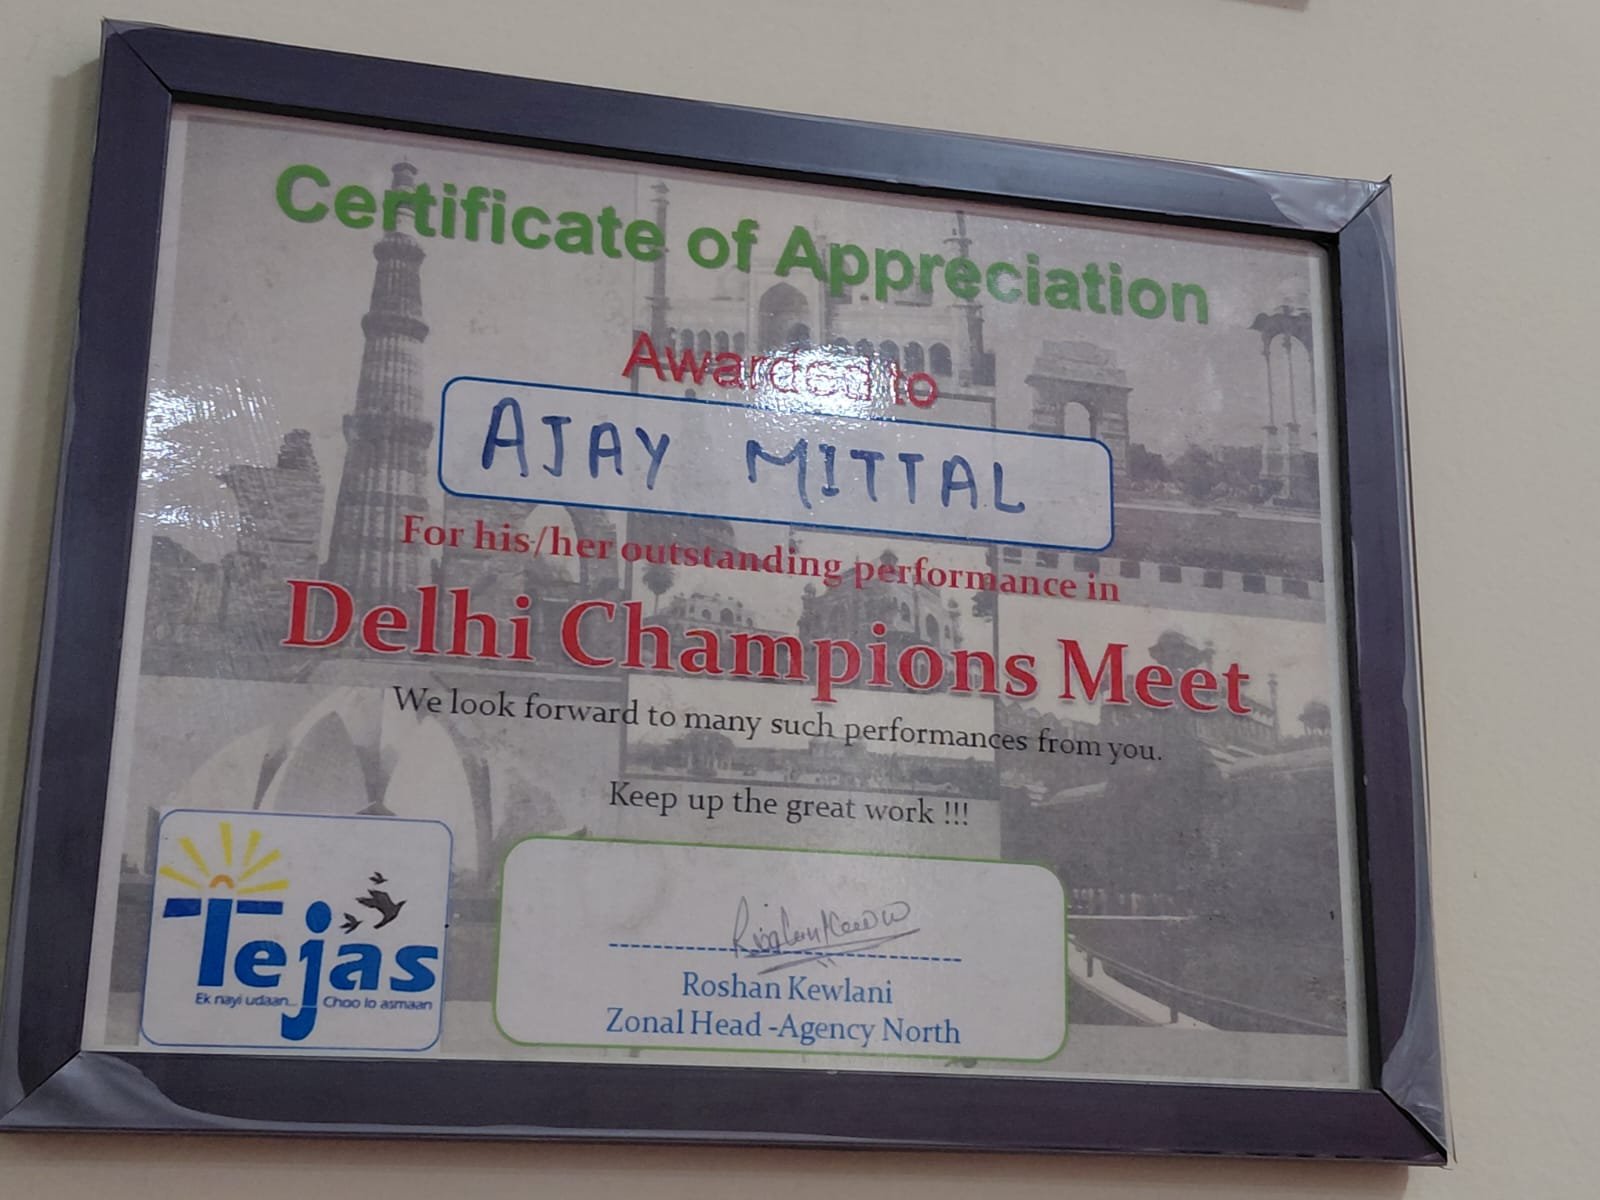 Certificate of Appreciation
Awarded to
AJAY MITTAL
For his/her outstanding performance in
Delhi Champions Meet
We look forward to many such performances from you.
Keep up the great work !!!
Tejas
Ek nayi udaan... Choo lo asmaan
Roshan Kewlani
Zonal Head -Agency North